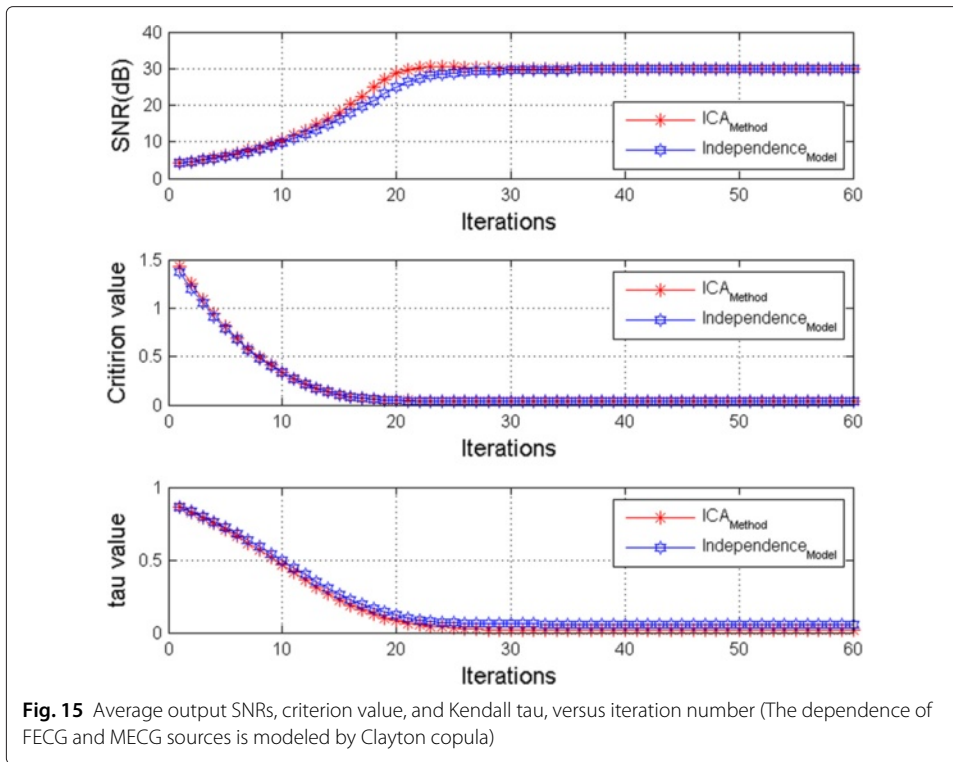 40
30
20
10
0
SNR(dB)
ICA_Method
Independence_Model
0 10 20 30 40 50 60
Iterations
1.5
1
0.5
0
Critirion value
ICA_Method
Independence_Model
0 10 20 30 40 50 60
Iterations
1
0.5
0
tau value
ICA_Method
Independence_Model
0 10 20 30 40 50 60
Iterations
Fig. 15 Average output SNRs, criterion value, and Kendall tau, versus iteration number (The dependence of
FECG and MECG sources is modeled by Clayton copula)